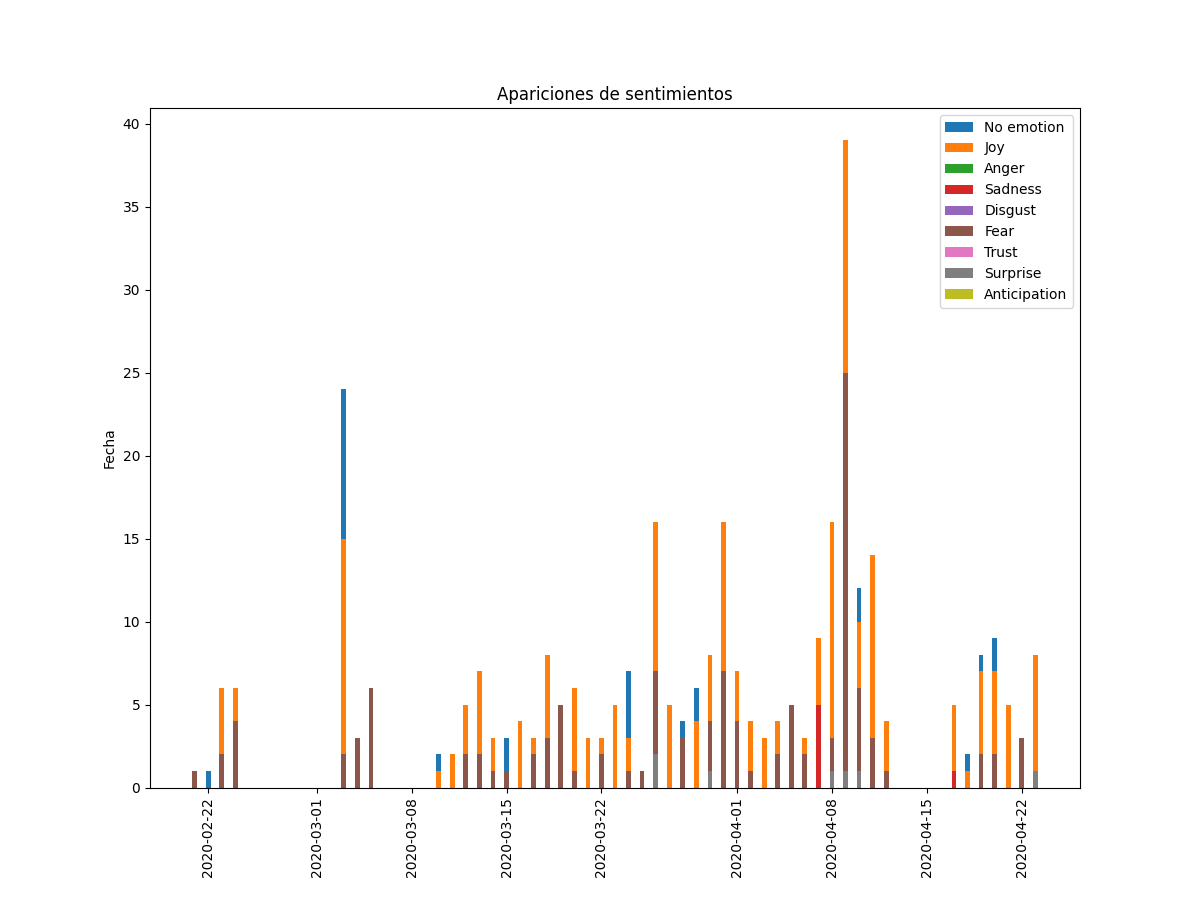 Apariciones de sentimientos
40
35
30
25
20
15
10
5
0
Fecha
No emotion
Joy
Anger
Sadness
Disgust
Fear
Trust
Surprise
Anticipation
2020-02-22
2020-03-01
2020-03-08
2020-03-15
2020-03-22
2020-04-01
2020-04-08
2020-04-15
2020-04-22